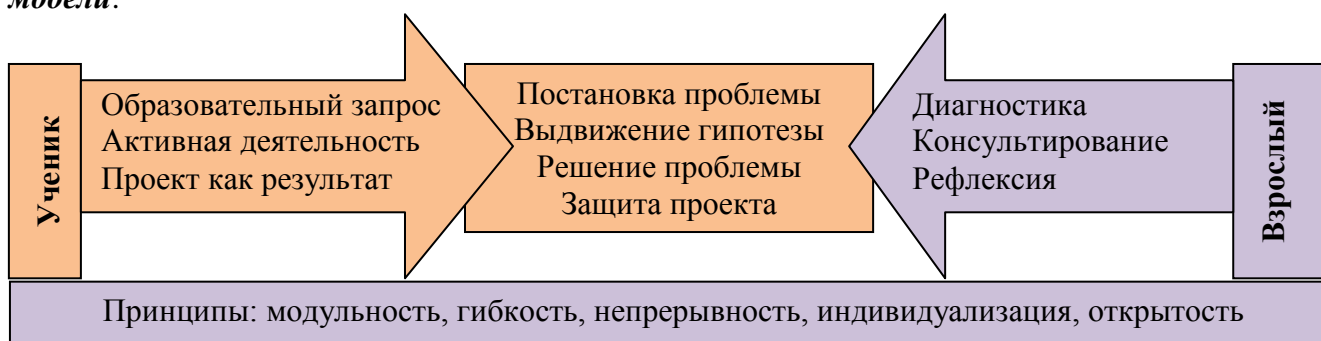 модели.
Ученик
Образовательный запрос
Активная деятельность
Проект как результат
Постановка проблемы
Выдвижение гипотезы
Решение проблемы
Защита проекта
Диагностика
Консультирование
Рефлексия
Взрослый
Принципы: модульность, гибкость, непрерывность, индивидуализация, открытость